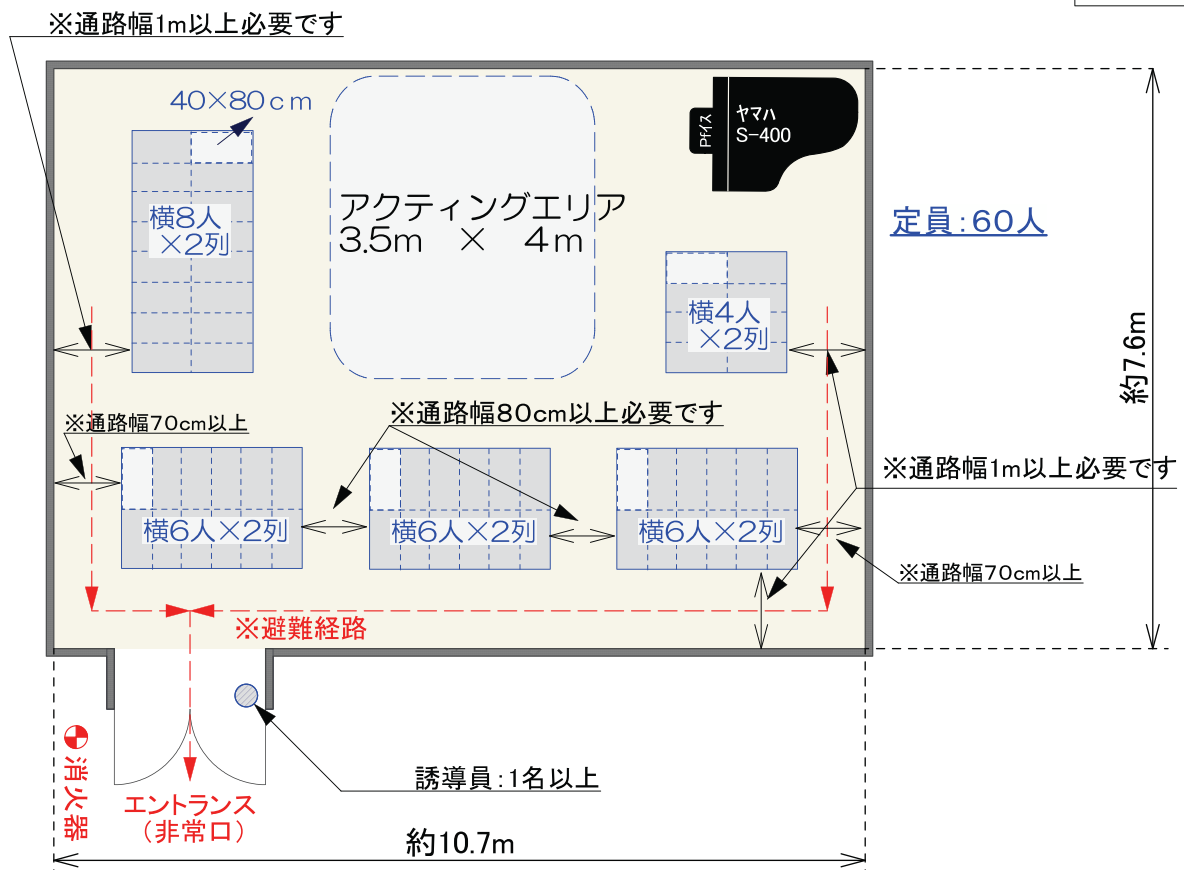 ※通路幅1m以上必要です
40×80cm
ヤマハ
S-400
Pfイス
アクティングエリア
3.5m × 4m
横8人
×2列
定員:60人
横4人
×2列
約7.6m
※通路幅70cm以上
※通路幅80cm以上必要です
※通路幅1m以上必要です
横6人×2列
横6人×2列
横6人×2列
※通路幅70cm以上
※避難経路
消火器
エントランス
(非常口)
誘導員:1名以上
約10.7m